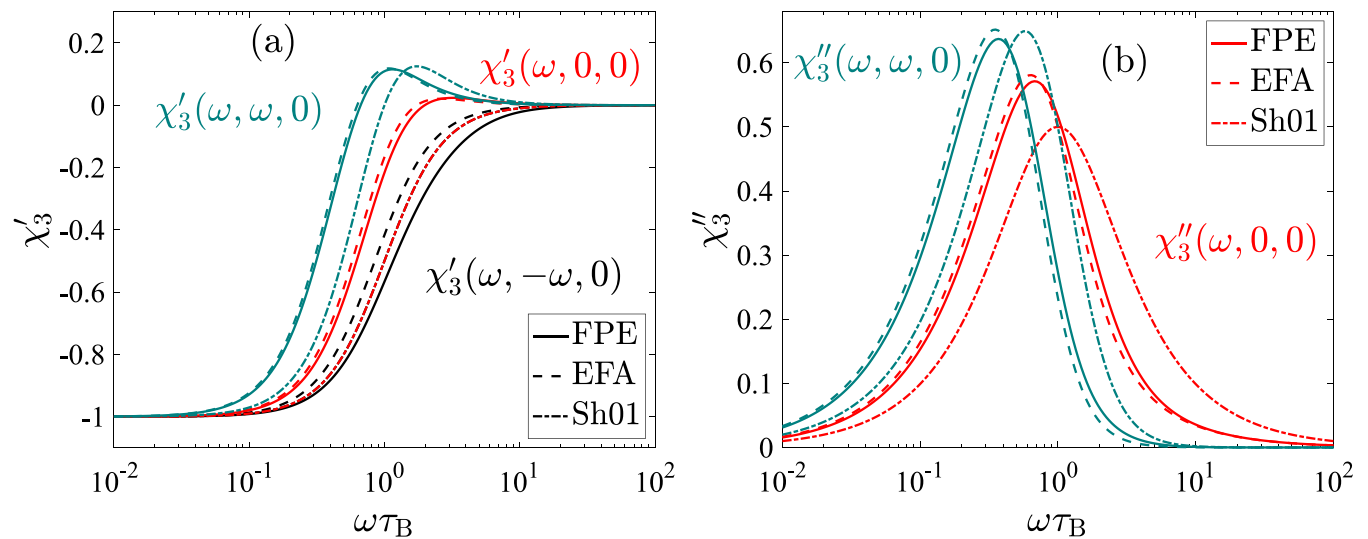 (a)
χ′₃(ω, 0, 0)
χ′₃(ω, ω, 0)
χ′₃(ω, −ω, 0)
FPE
EFA
Sh01
0.2
0
-0.2
-0.4
-0.6
-0.8
-1
χ′₃
10⁻² 10⁻¹ 10⁰ 10¹ 10²
ωτ_B
(b)
χ″₃(ω, ω, 0)
FPE
EFA
Sh01
χ″₃(ω, 0, 0)
0.6
0.5
0.4
0.3
0.2
0.1
0
χ″₃
10⁻² 10⁻¹ 10⁰ 10¹ 10²
ωτ_B